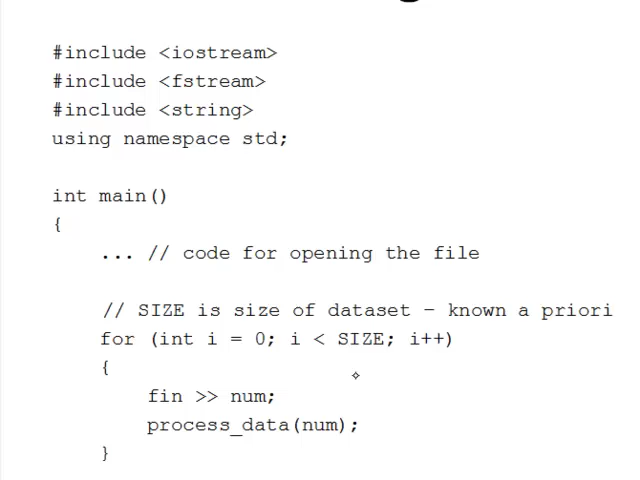 #include <iostream>
#include <fstream>
#include <string>
using namespace std;
int main()
{
... // code for opening the file
// SIZE is size of dataset – known a priori
for (int i = 0; i < SIZE; i++)
{
fin >> num;
process_data(num);
}